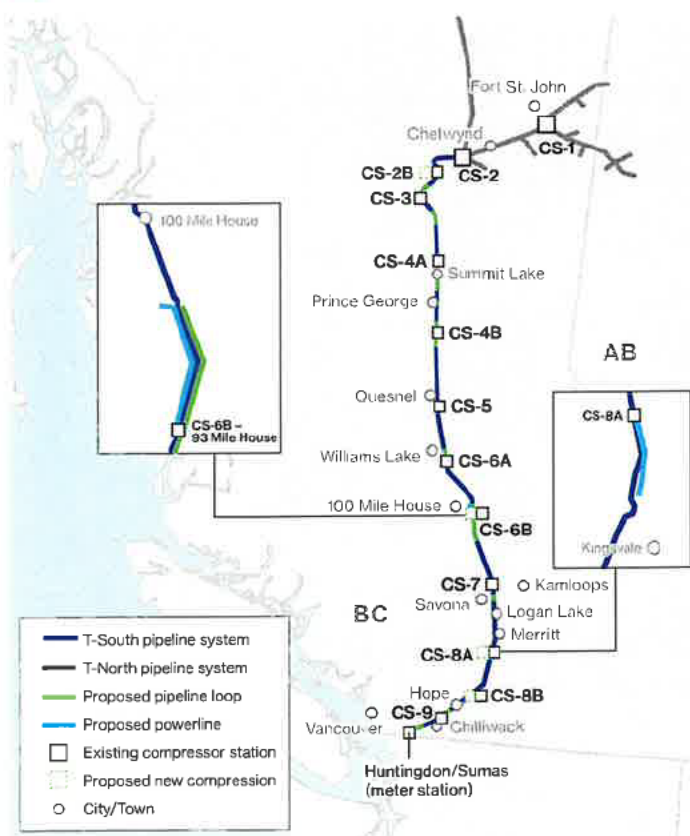 Fort St. John
Chetwynd
CS-1
CS-2
CS-2B
CS-3
100 Mile House
CS-4A
Summit Lake
Prince George
CS-4B
AB
Quesnel
CS-5
CS-8A
CS-6B –
93 Mile House
Williams Lake
CS-6A
100 Mile House
CS-6B
Kingsvale
CS-7
Kamloops
Savona
BC
Logan Lake
Merritt
CS-8A
Hope
CS-8B
CS-9
Vancouver
Chilliwack
Huntingdon/Sumas
(meter station)
T-South pipeline system
T-North pipeline system
Proposed pipeline loop
Proposed powerline
Existing compressor station
Proposed new compression
City/Town